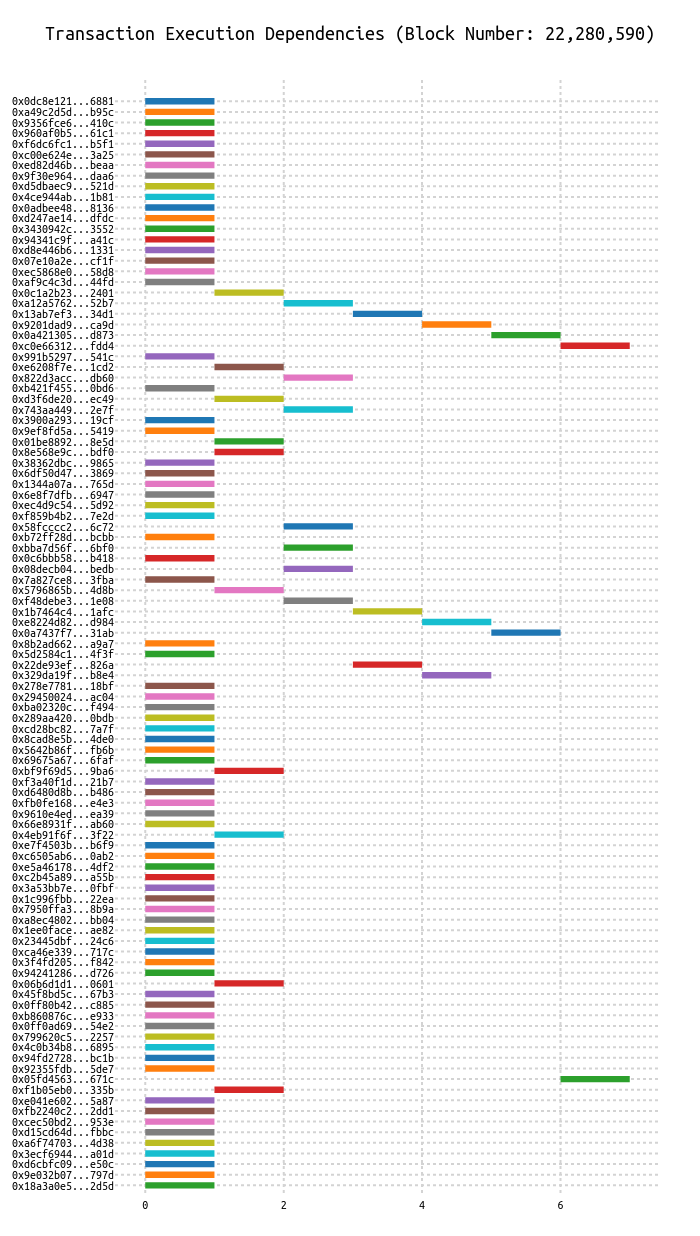 Transaction Execution Dependencies (Block Number: 22,280,590)
0x0dc8e121...6881
0xa49c2d5d...b95c
0x9356fce6...410c
0x960af0b5...61c1
0xf6dc6fc1...b5f1
0xc00e624e...3a25
0xed82d46b...beaa
0x9f30e964...daa6
0xd5dbaec9...521d
0x4ce944ab...1b81
0x0adbee48...8136
0xd247ae14...dfdc
0x3430942c...3552
0x94341c9f...a41c
0xd8e446b6...1331
0x07e10a2e...cf1f
0xec5868e0...58d8
0xaf9c4c3d...44fd
0x0c1a2b23...2401
0xa12a5762...52b7
0x13ab7ef3...34d1
0x9201dad9...ca9d
0x0a421305...d873
0xc0e66312...fdd4
0x991b5297...541c
0xe6208f7e...1cd2
0x822d3acc...db60
0xb421f455...0bd6
0xd3f6de20...ec49
0x743aa449...2e7f
0x3900a293...19cf
0x9ef8fd5a...5419
0x01be8892...8e5d
0x8e568e9c...bdf0
0x38362dbc...9865
0x6df50d47...3869
0x1344a07a...765d
0x6e8f7dfb...6947
0xec4d9c54...5d92
0xf859b4b2...7e2d
0x58fcccc2...6c72
0xb72ff28d...bcbb
0xbba7d56f...6bf0
0x0c6bbb58...b418
0x08decb04...bedb
0x7a827ce8...3fba
0x5796865b...4d8b
0xf48debe3...1e08
0x1b7464c4...1afc
0xe8224d82...d984
0x0a7437f7...31ab
0x8b2ad662...a9a7
0x5d2584c1...4f3f
0x22de93ef...826a
0x329da19f...b8e4
0x278e7781...18bf
0x29450024...ac04
0xba02320c...f494
0x289aa420...0bdb
0xcd28bc82...7a7f
0x8cad8e5b...4de0
0x5642b86f...fb6b
0x69675a67...6faf
0xbf9f69d5...9ba6
0xf3a40f1d...21b7
0xd6480d8b...b486
0xfb0fe168...e4e3
0x9610e4ed...ea39
0x66e8931f...ab60
0x4eb91f6f...3f22
0xe7f4503b...b6f9
0xc6505ab6...0ab2
0xe5a46178...4df2
0xc2b45a89...a55b
0x3a53bb7e...0fbf
0x1c996fbb...22ea
0x7950ffa3...8b9a
0xa8ec4802...bb04
0x1ee0face...ae82
0x23445dbf...24c6
0xca46e339...717c
0x3f4fd205...f842
0x94241286...d726
0x06b6d1d1...0601
0x45f8bd5c...67b3
0x0ff80b42...c885
0xb860876c...e933
0x0ff0ad69...54e2
0x799620c5...2257
0x4c0b34b8...6895
0x94fd2728...bc1b
0x92355fdb...5de7
0x05fd4563...671c
0xf1b05eb0...335b
0xe041e602...5a87
0xfb2240c2...2dd1
0xcec50bd2...953e
0xd15cd64d...fbbc
0xa6f74703...4d38
0x3ecf6944...a01d
0xd6cbfc09...e50c
0x9e032b07...797d
0x18a3a0e5...2d5d
0 2 4 6